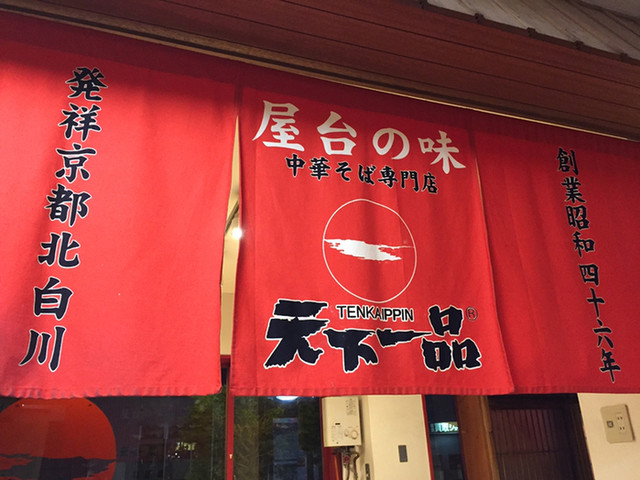 発祥京都北白川
屋台の味
中華そば専門店
TENKAIPPIN
天下一品®
創業昭和四十六年